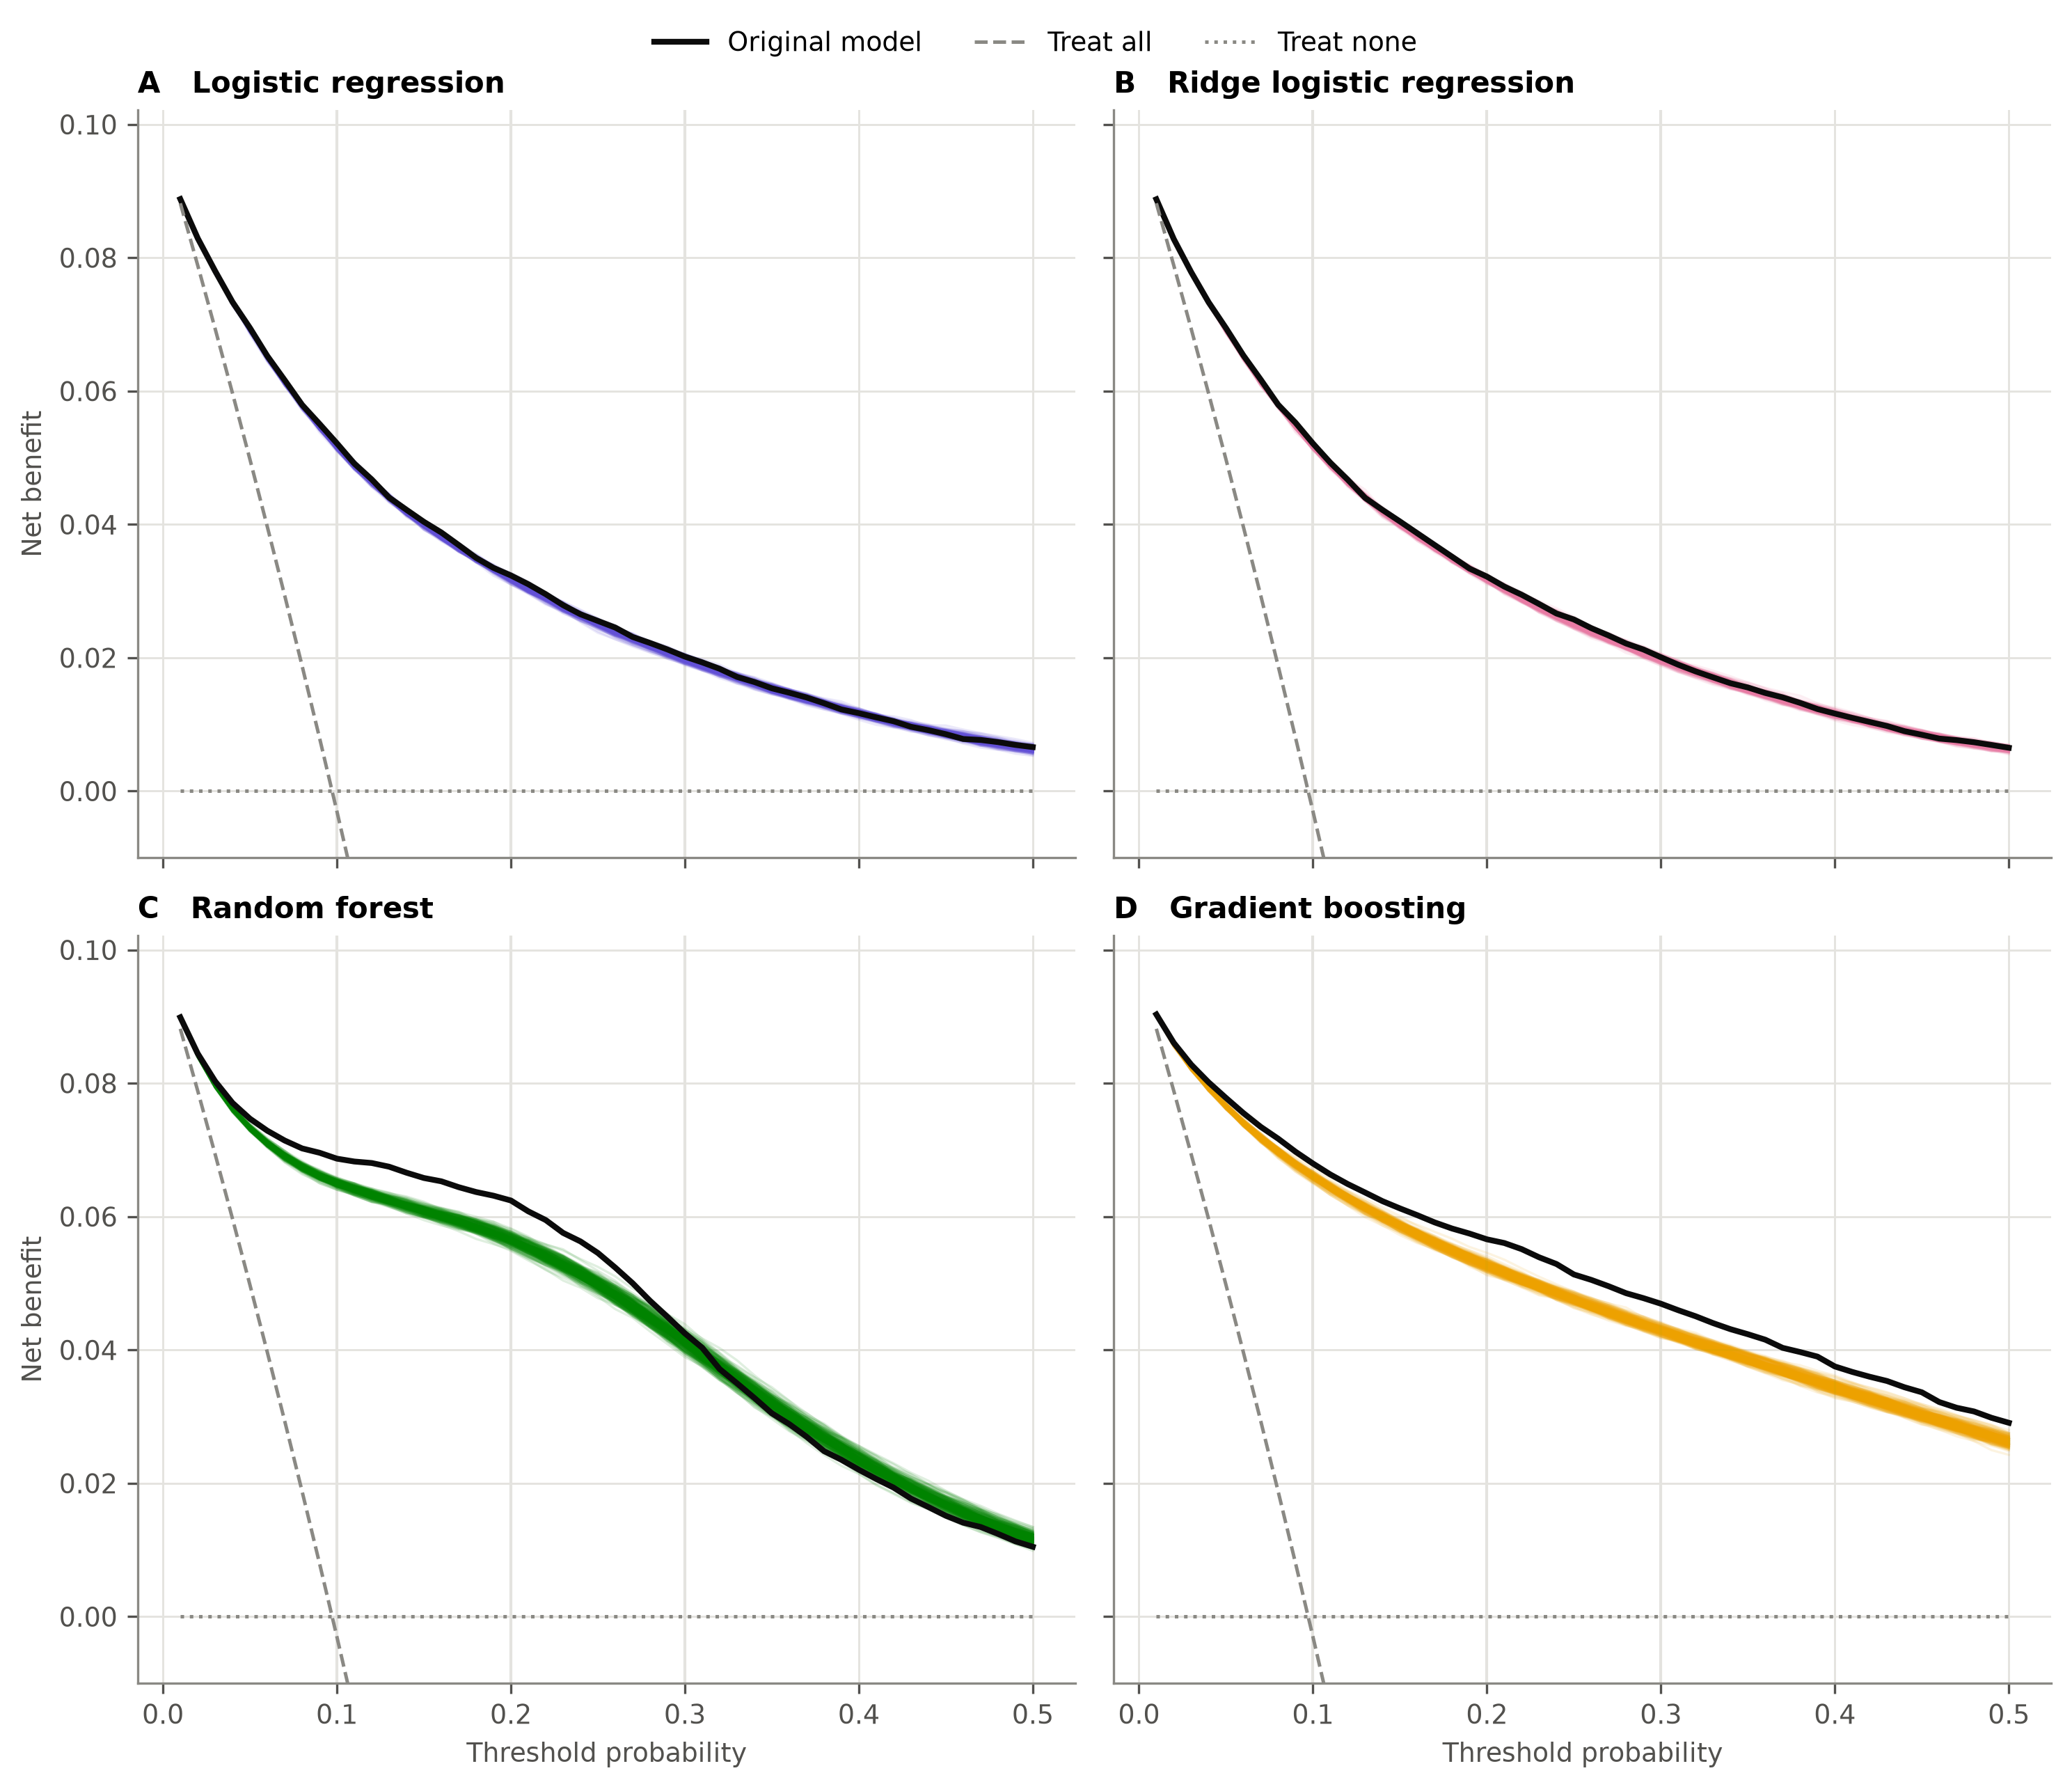 Original model Treat all Treat none
A Logistic regression
B Ridge logistic regression
0.10
0.08
0.06
0.04
0.02
0.00
Net benefit
C Random forest
D Gradient boosting
0.10
0.08
0.06
0.04
0.02
0.00
Net benefit
0.0 0.1 0.2 0.3 0.4 0.5
0.0 0.1 0.2 0.3 0.4 0.5
Threshold probability
Threshold probability